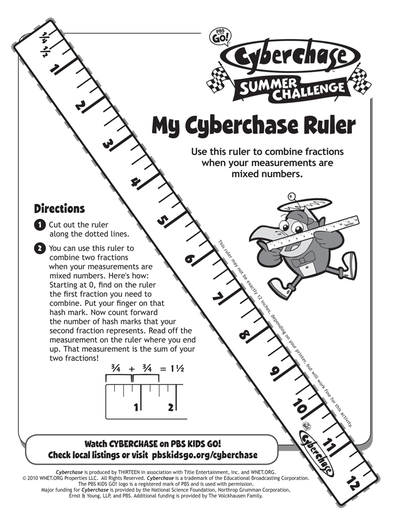 PBS
GO!
Cyberchase
SUMMER
CHALLENGE
My Cyberchase Ruler
Use this ruler to combine fractions
when your measurements are
mixed numbers.
1
2
3
4
5
6
7
8
9
10
11
12
Cyberchase
This ruler may not be exactly 12 inches, depending on your printer, but will work fine for this activity.
Directions
1 Cut out the ruler
along the dotted lines.
2 You can use this ruler to
combine two fractions
when your measurements are
mixed numbers. Here's how:
Starting at 0, find on the ruler
the first fraction you need to
combine. Put your finger on that
hash mark. Now count forward
the number of hash marks that your
second fraction represents. Read off the
measurement on the ruler where you end
up. That measurement is the sum of your
two fractions!
¾ + ¾ = 1½
1 2
Watch CYBERCHASE on PBS KIDS GO!
Check local listings or visit pbskidsgo.org/cyberchase
Cyberchase is produced by THIRTEEN in association with Title Entertainment, Inc. and WNET.ORG.
© 2010 WNET.ORG Properties LLC. All Rights Reserved. Cyberchase is a trademark of the Educational Broadcasting Corporation.
The PBS KIDS GO! logo is a registered mark of PBS and is used with permission.
Major funding for Cyberchase is provided by the National Science Foundation, Northrop Grumman Corporation,
Ernst & Young, LLP, and PBS. Additional funding is provided by The Volckhausen Family.